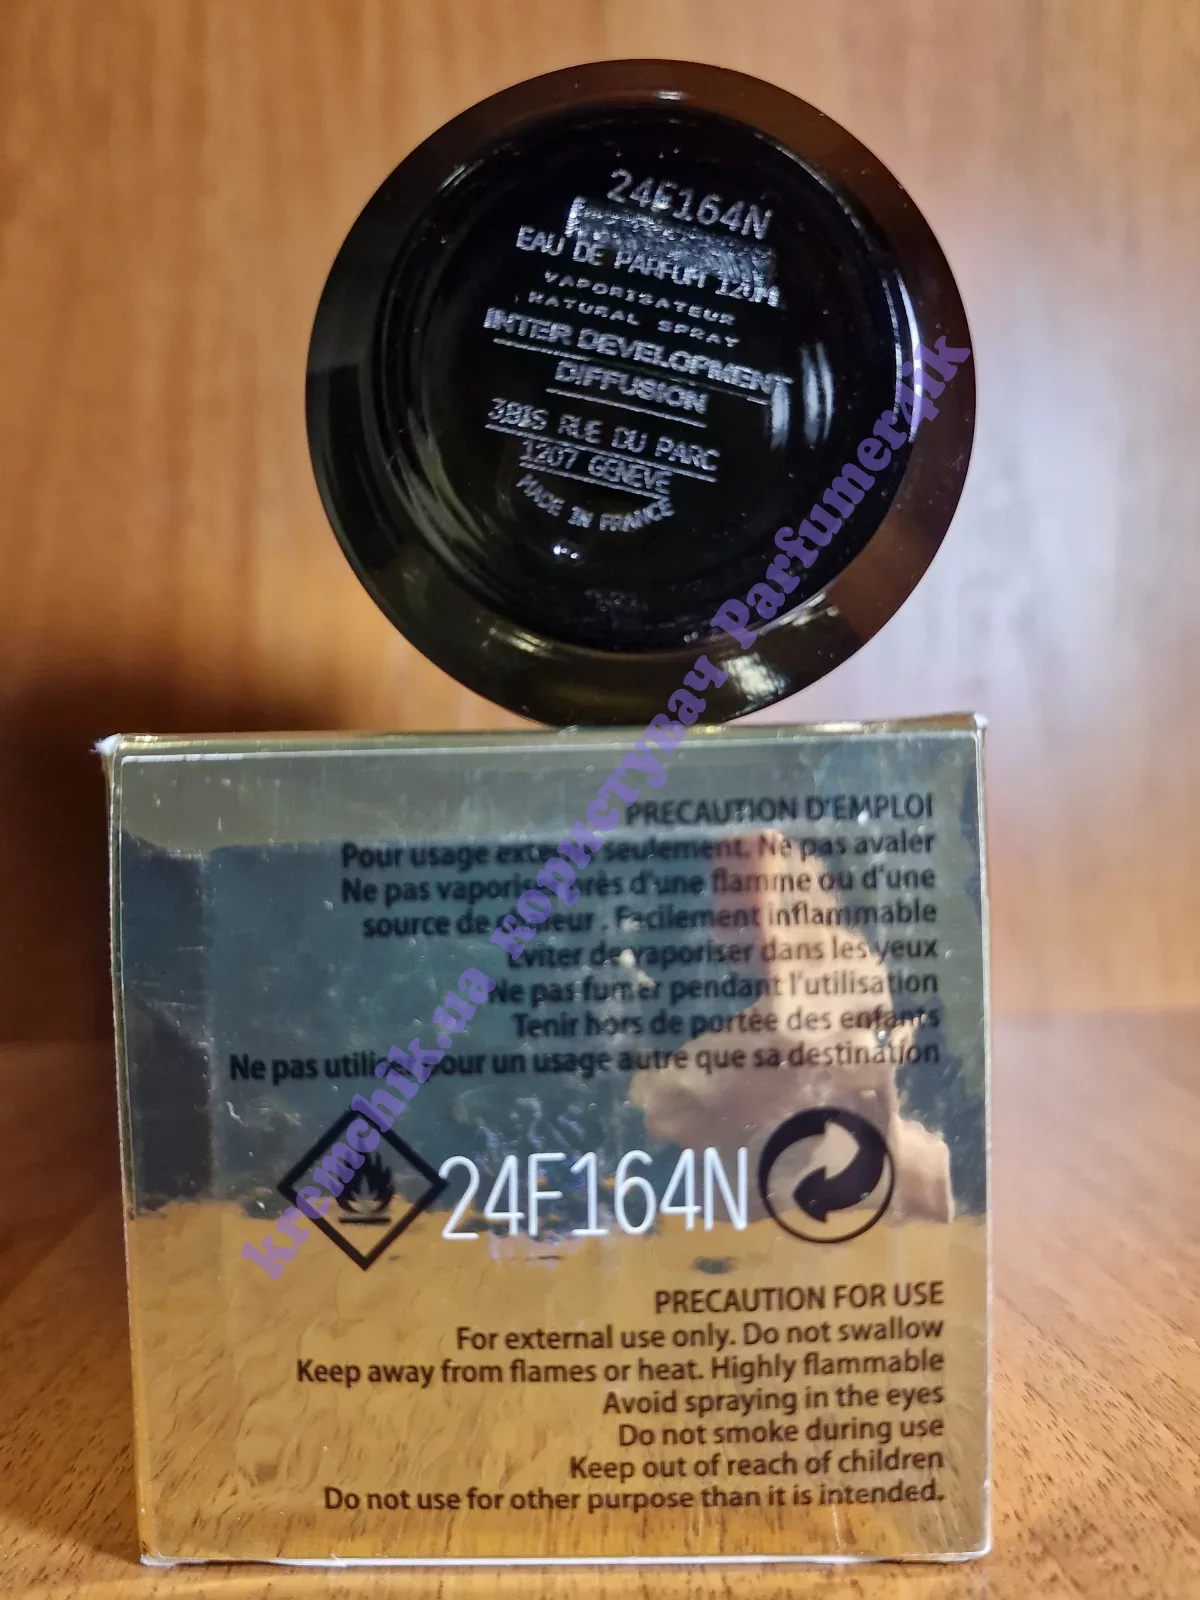 24F164N
EAU DE PARFUM
VAPORISATEUR
NATURAL SPRAY
INTER DEVELOPMENT
DIFFUSION
RUE DU PARC
1207 GENEVE
MADE IN FRANCE
kremchik.ua користувач Parfumer4ik
PRECAUTION D'EMPLOI
Pour usage externe seulement. Ne pas avaler
Ne pas vaporiser près d'une flamme ou d'une
source de chaleur . Facilement inflammable
Eviter de vaporiser dans les yeux
Ne pas fumer pendant l'utilisation
Tenir hors de portée des enfants
Ne pas utiliser pour un usage autre que sa destination
24F164N
PRECAUTION FOR USE
For external use only. Do not swallow
Keep away from flames or heat. Highly flammable
Avoid spraying in the eyes
Do not smoke during use
Keep out of reach of children
Do not use for other purpose than it is intended.